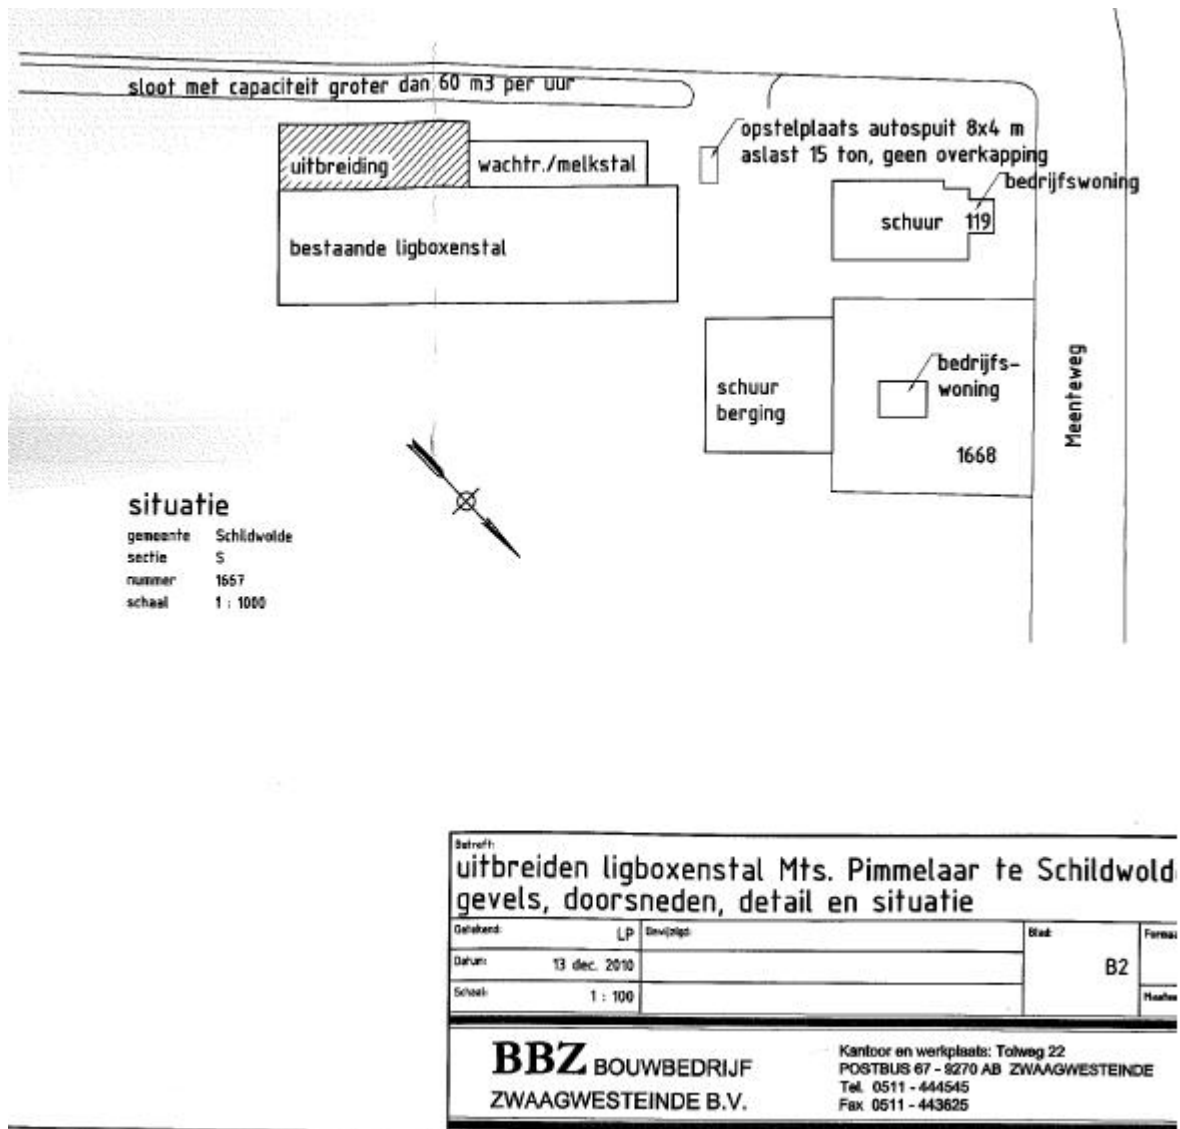 sloot met capaciteit groter dan 60 m3 per uur
opstelplaats autospuit 8x4 m
aslast 15 ton, geen overkapping
uitbreiding
wachtr./melkstal
bedrijfswoning
schuur 119
bestaande ligboxenstal
bedrijfs-
woning
schuur
berging
1668
Meenteweg
situatie
gemeente Schildwolde
sectie S
nummer 1667
schaal 1 : 1000
Betreft:
uitbreiden ligboxenstal Mts. Pimmelaar te Schildwold
gevels, doorsneden, detail en situatie
Getekend: LP Gewijzigd: Blad: Forma
Datum: 13 dec. 2010 B2
Schaal: 1 : 100
BBZ BOUWBEDRIJF
ZWAAGWESTEINDE B.V.
Kantoor en werkplaats: Tolweg 22
POSTBUS 67 - 9270 AB ZWAAGWESTEINDE
Tel. 0511 - 444545
Fax 0511 - 443625